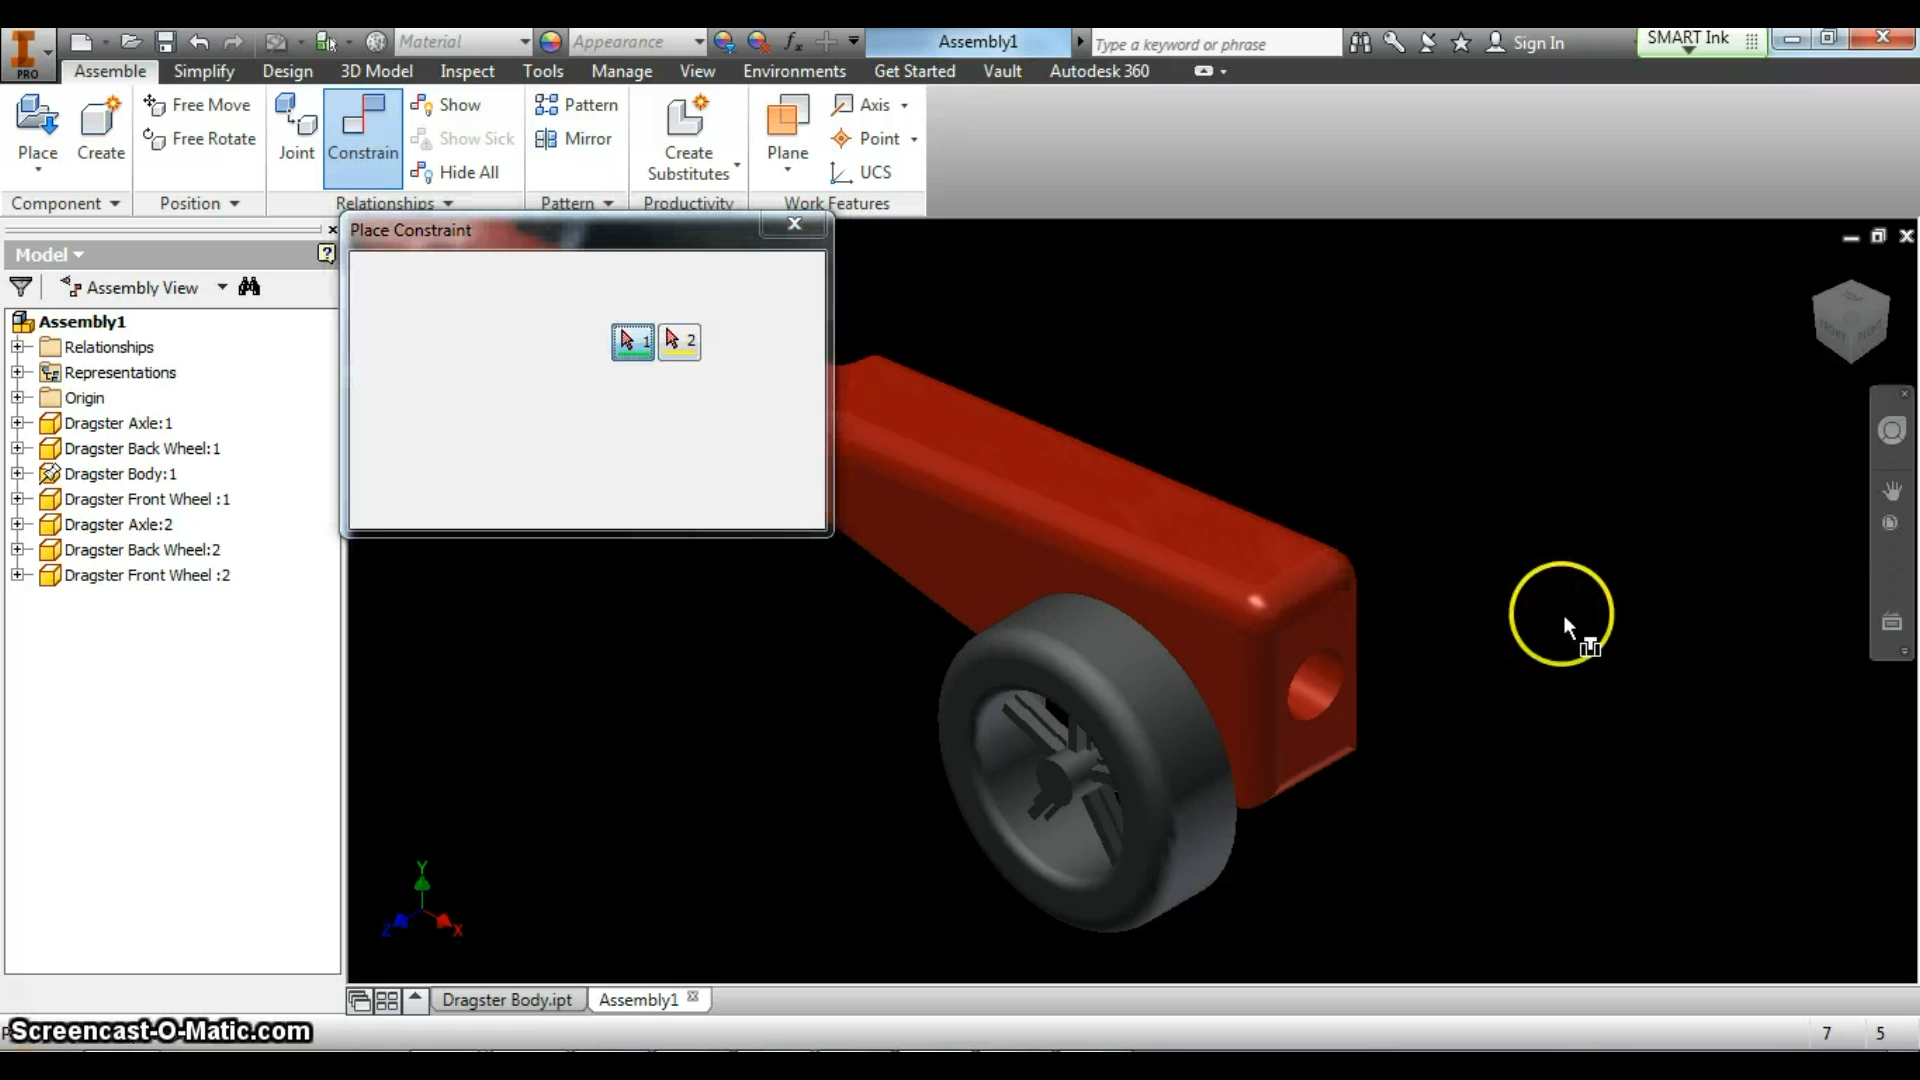 Material
Appearance
fx
Assembly1
Type a keyword or phrase
Sign In
SMART Ink
PRO
Assemble Simplify Design 3D Model Inspect Tools Manage View Environments Get Started Vault Autodesk 360
Place
Create
Free Move
Free Rotate
Joint
Constrain
Show
Show Sick
Hide All
Pattern
Mirror
Create
Substitutes
Plane
Axis
Point
UCS
Component Position Relationships Pattern Productivity Work Features
Place Constraint
1 2
Model
Assembly View
Assembly1
Relationships
Representations
Origin
Dragster Axle:1
Dragster Back Wheel:1
Dragster Body:1
Dragster Front Wheel :1
Dragster Axle:2
Dragster Back Wheel:2
Dragster Front Wheel :2
FRONT
RIGHT
Y
Z
X
Dragster Body.ipt
Assembly1
Screencast-O-Matic.com
7 5